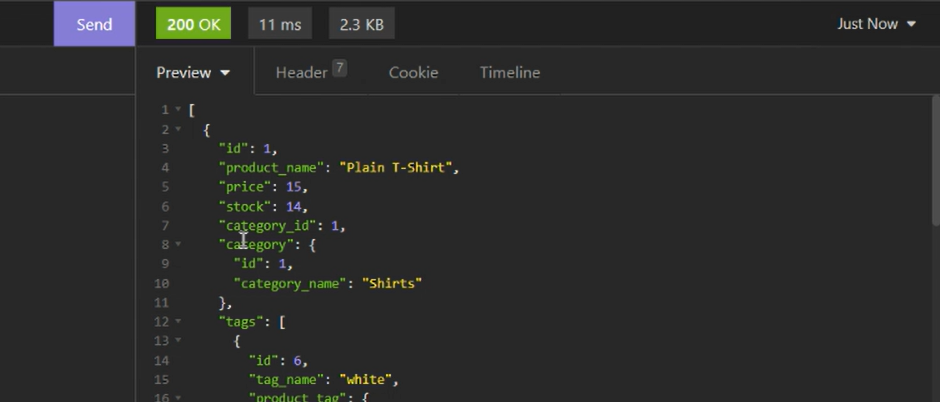 Send 200 OK 11 ms 2.3 KB Just Now
Preview Header 7 Cookie Timeline
1 [
2 {
3 "id": 1,
4 "product_name": "Plain T-Shirt",
5 "price": 15,
6 "stock": 14,
7 "category_id": 1,
8 "category": {
9 "id": 1,
10 "category_name": "Shirts"
11 },
12 "tags": [
13 {
14 "id": 6,
15 "tag_name": "white",
16 "product_tag": {